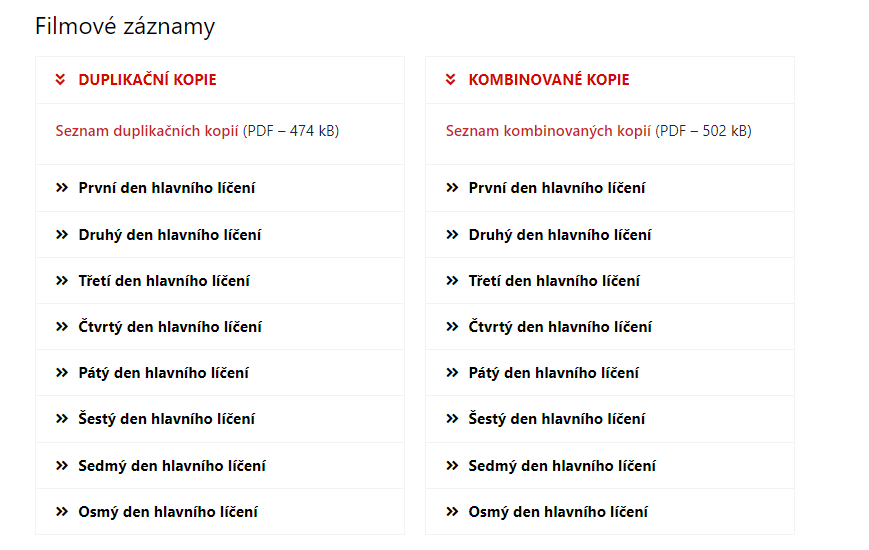 Filmové záznamy
DUPLIKAČNÍ KOPIE
Seznam duplikačních kopií (PDF – 474 kB)
První den hlavního líčení
Druhý den hlavního líčení
Třetí den hlavního líčení
Čtvrtý den hlavního líčení
Pátý den hlavního líčení
Šestý den hlavního líčení
Sedmý den hlavního líčení
Osmý den hlavního líčení
KOMBINOVANÉ KOPIE
Seznam kombinovaných kopií (PDF – 502 kB)
První den hlavního líčení
Druhý den hlavního líčení
Třetí den hlavního líčení
Čtvrtý den hlavního líčení
Pátý den hlavního líčení
Šestý den hlavního líčení
Sedmý den hlavního líčení
Osmý den hlavního líčení